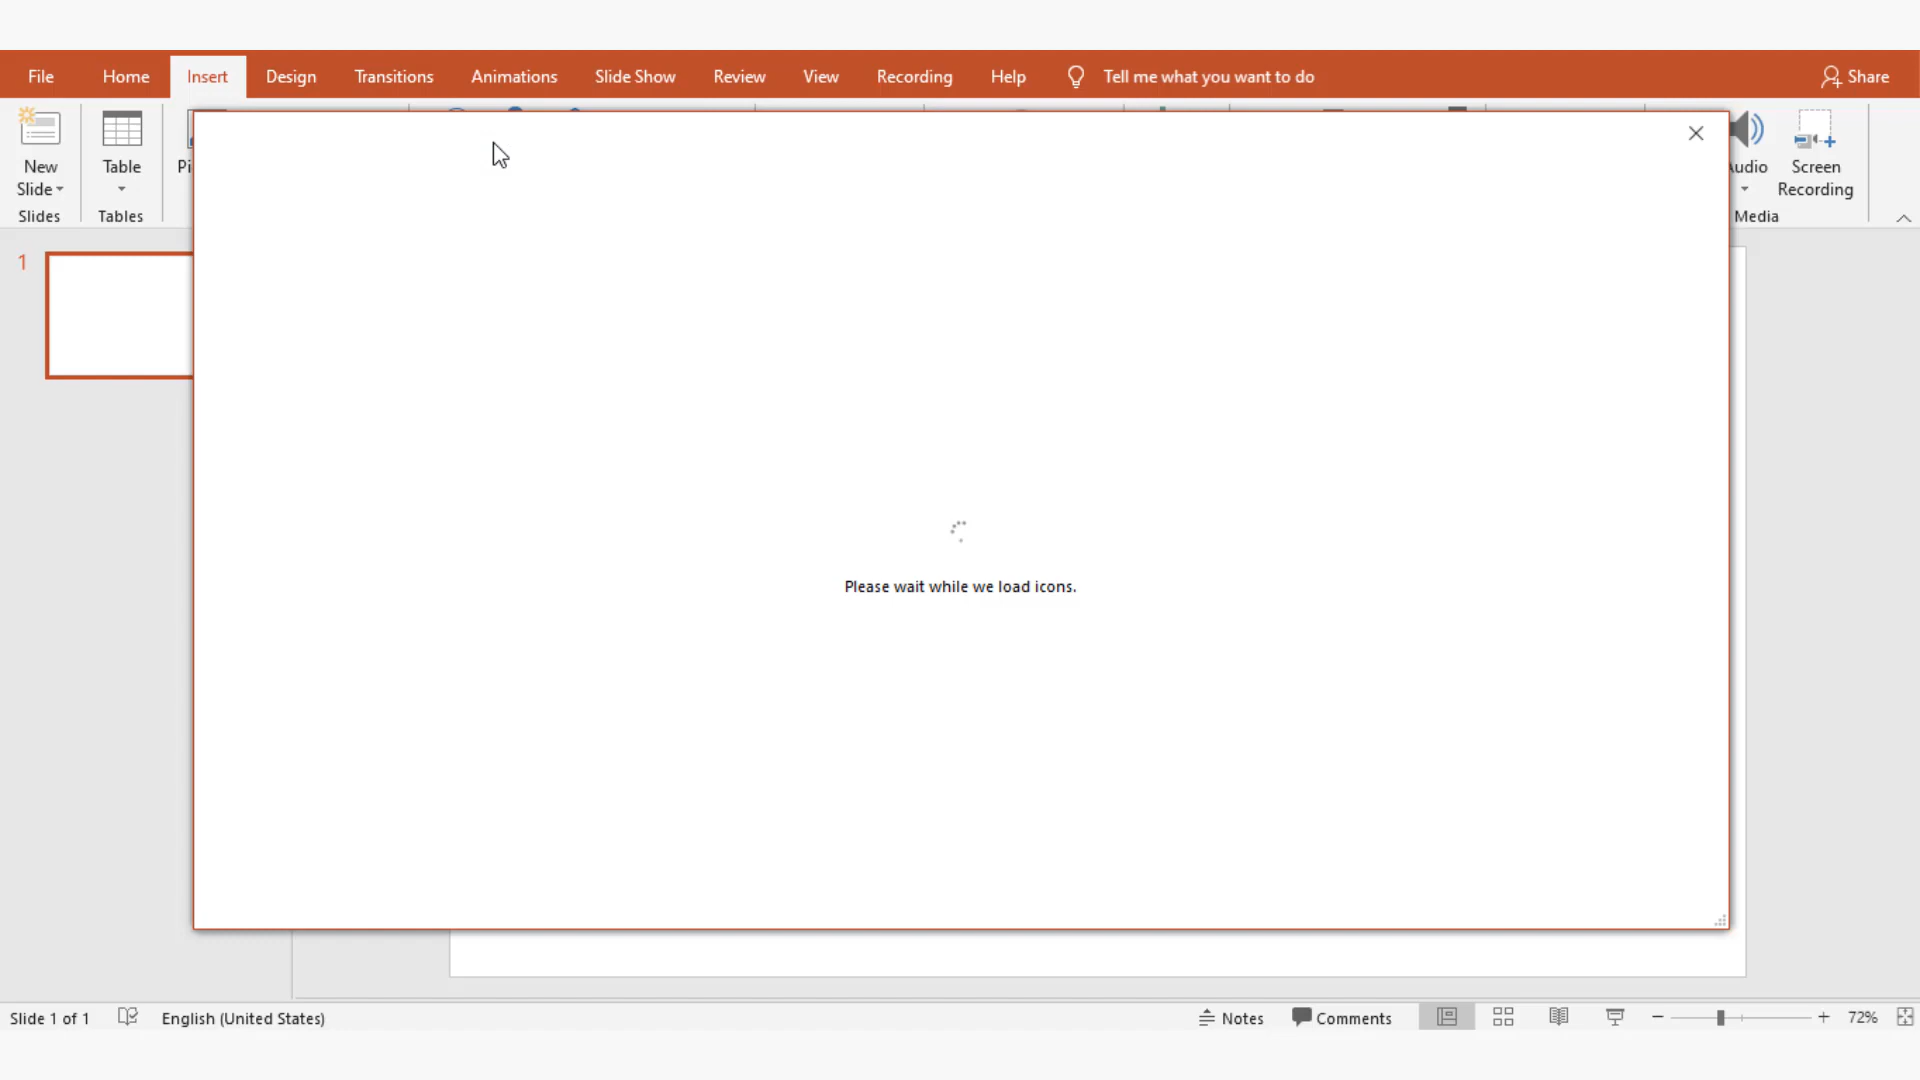 File Home Insert Design Transitions Animations Slide Show Review View Recording Help Tell me what you want to do Share
New
Slide
Slides
Table
Tables
Screen
Recording
Media
1
Please wait while we load icons.
Slide 1 of 1 English (United States) Notes Comments 72%